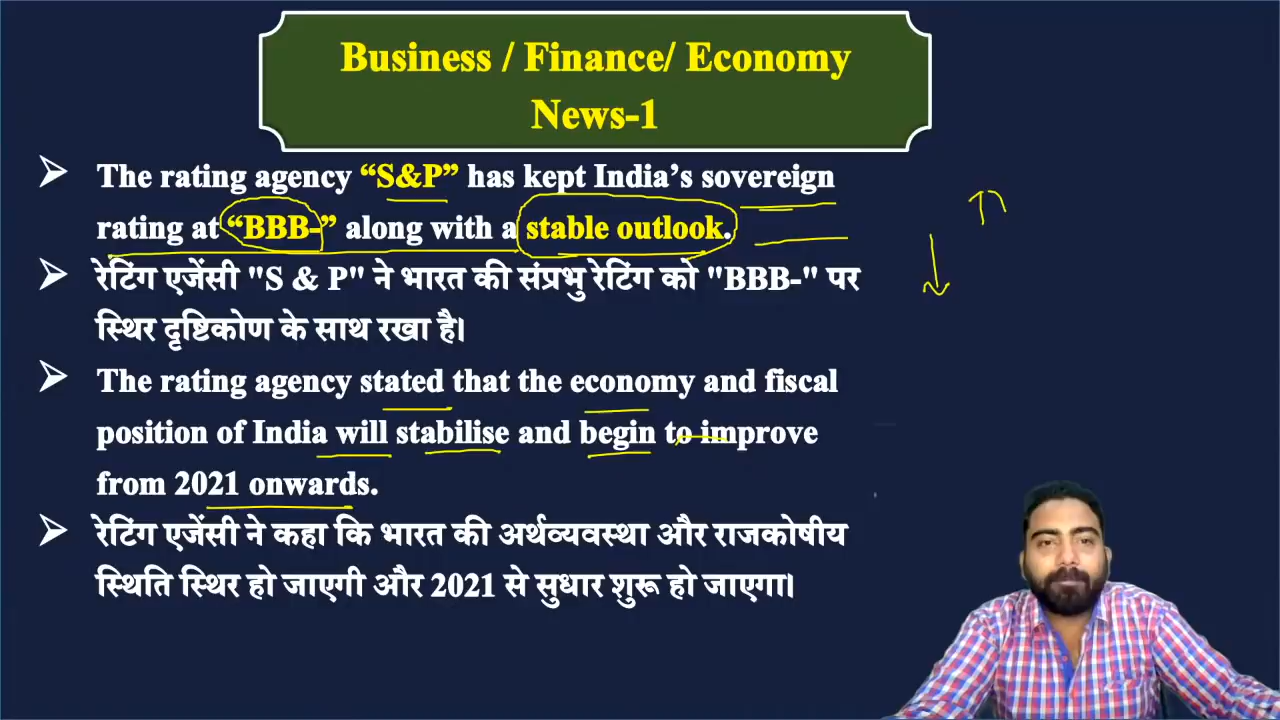 Business / Finance/ Economy
News-1
The rating agency “S&P” has kept India’s sovereign
rating at “BBB-” along with a stable outlook.
रेटिंग एजेंसी "S & P" ने भारत की संप्रभु रेटिंग को "BBB-" पर
स्थिर दृष्टिकोण के साथ रखा है।
The rating agency stated that the economy and fiscal
position of India will stabilise and begin to improve
from 2021 onwards.
रेटिंग एजेंसी ने कहा कि भारत की अर्थव्यवस्था और राजकोषीय
स्थिति स्थिर हो जाएगी और 2021 से सुधार शुरू हो जाएगा।